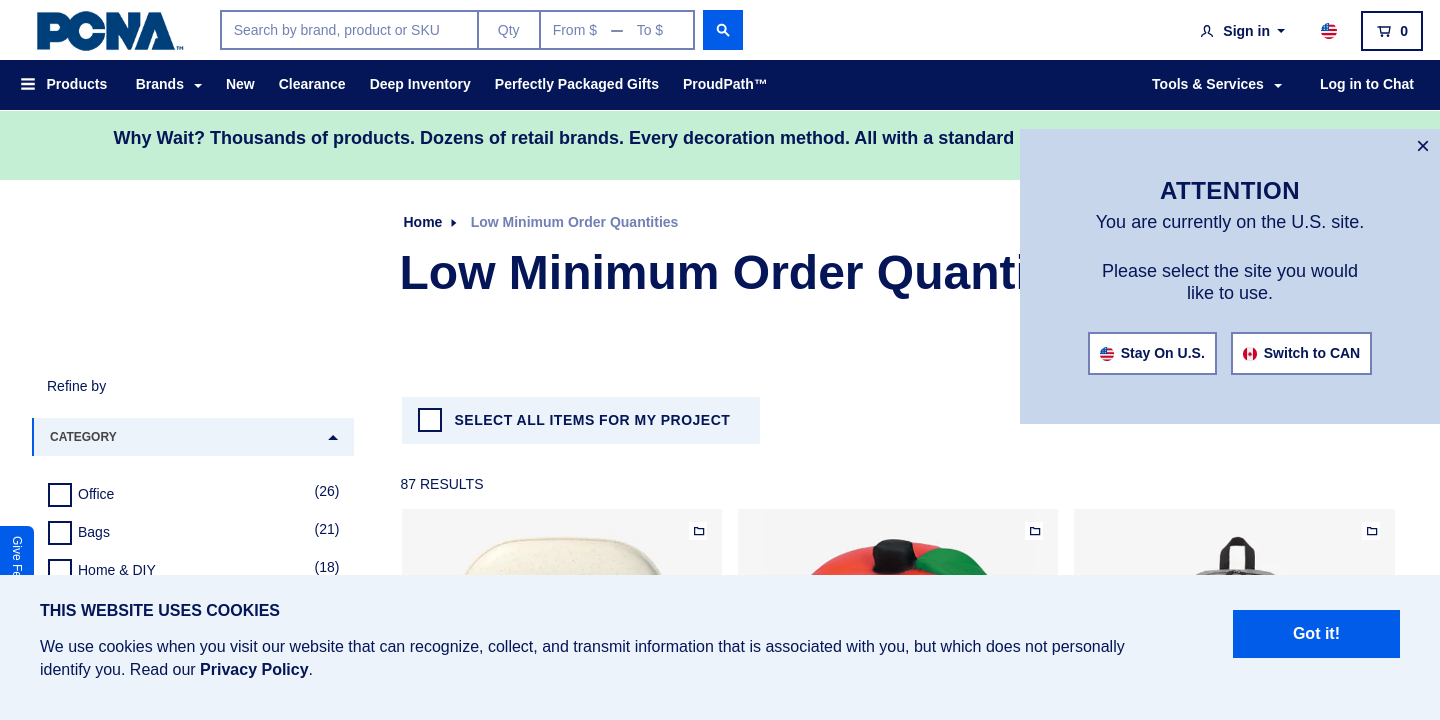 PCNA™
Search by brand, product or SKU
Qty
From $ — To $
Sign in
0
Products
Brands
New
Clearance
Deep Inventory
Perfectly Packaged Gifts
ProudPath™
Tools & Services
Log in to Chat
Why Wait? Thousands of products. Dozens of retail brands. Every decoration method. All with a standard
×
ATTENTION
You are currently on the U.S. site.
Please select the site you would
like to use.
Stay On U.S.
Switch to CAN
Home
Low Minimum Order Quantities
Low Minimum Order Quanti
Refine by
CATEGORY
Office (26)
Bags (21)
Home & DIY (18)
SELECT ALL ITEMS FOR MY PROJECT
87 RESULTS
Give Fe
THIS WEBSITE USES COOKIES
We use cookies when you visit our website that can recognize, collect, and transmit information that is associated with you, but which does not personally
identify you. Read our Privacy Policy.
Got it!